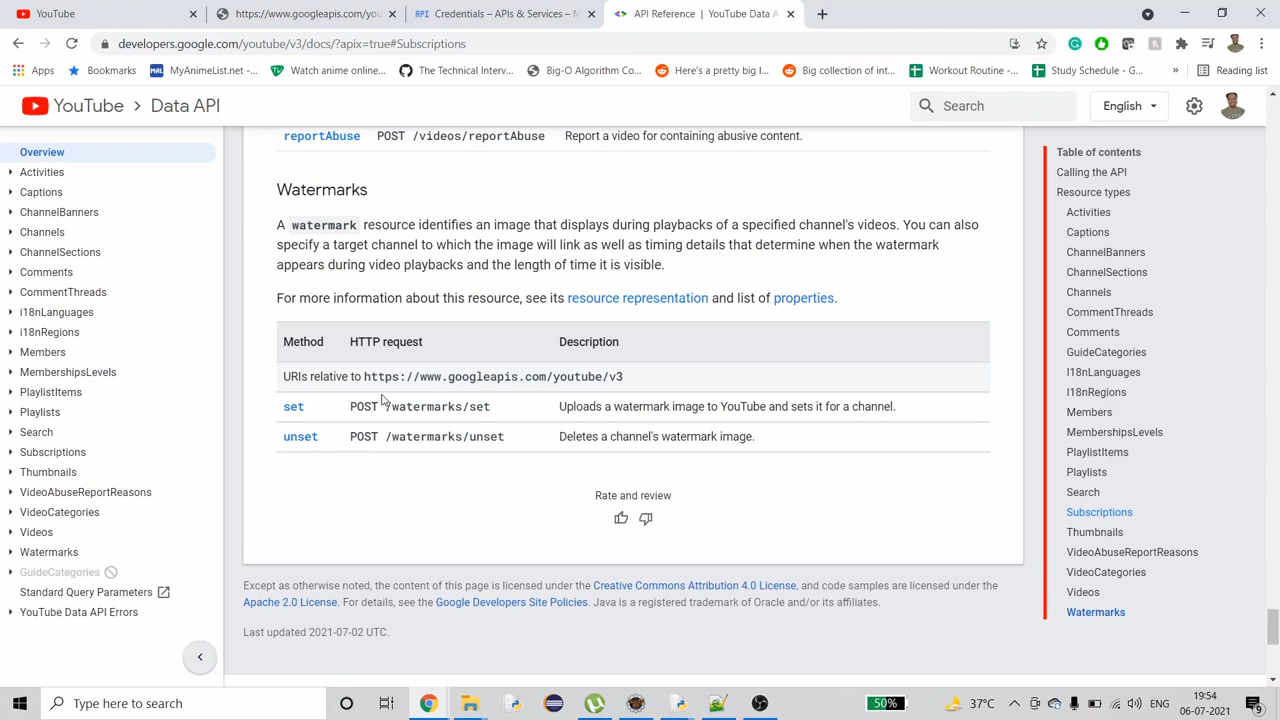 YouTube
https://www.googleapis.com/you
API Credentials – APIs & Services – M
API Reference | YouTube Data A
developers.google.com/youtube/v3/docs/?apix=true#Subscriptions
Apps
Bookmarks
MAL MyAnimeList.net -...
Watch anime online...
The Technical Interv...
Big-O Algorithm Co...
Here's a pretty big l...
Big collection of int...
Workout Routine -...
Study Schedule - G...
»
Reading list
YouTube > Data API
Search
English
Overview
Activities
Captions
ChannelBanners
Channels
ChannelSections
Comments
CommentThreads
i18nLanguages
i18nRegions
Members
MembershipsLevels
PlaylistItems
Playlists
Search
Subscriptions
Thumbnails
VideoAbuseReportReasons
VideoCategories
Videos
Watermarks
GuideCategories
Standard Query Parameters
YouTube Data API Errors
reportAbuse POST /videos/reportAbuse Report a video for containing abusive content.
Watermarks
A watermark resource identifies an image that displays during playbacks of a specified channel's videos. You can also
specify a target channel to which the image will link as well as timing details that determine when the watermark
appears during video playbacks and the length of time it is visible.
For more information about this resource, see its resource representation and list of properties.
Method HTTP request Description
URIs relative to https://www.googleapis.com/youtube/v3
set POST /watermarks/set Uploads a watermark image to YouTube and sets it for a channel.
unset POST /watermarks/unset Deletes a channel's watermark image.
Rate and review
Except as otherwise noted, the content of this page is licensed under the Creative Commons Attribution 4.0 License, and code samples are licensed under the
Apache 2.0 License. For details, see the Google Developers Site Policies. Java is a registered trademark of Oracle and/or its affiliates.
Last updated 2021-07-02 UTC.
Table of contents
Calling the API
Resource types
Activities
Captions
ChannelBanners
ChannelSections
Channels
CommentThreads
Comments
GuideCategories
I18nLanguages
I18nRegions
Members
MembershipsLevels
PlaylistItems
Playlists
Search
Subscriptions
Thumbnails
VideoAbuseReportReasons
VideoCategories
Videos
Watermarks
Type here to search
50%
37°C
ENG
19:54
06-07-2021
9